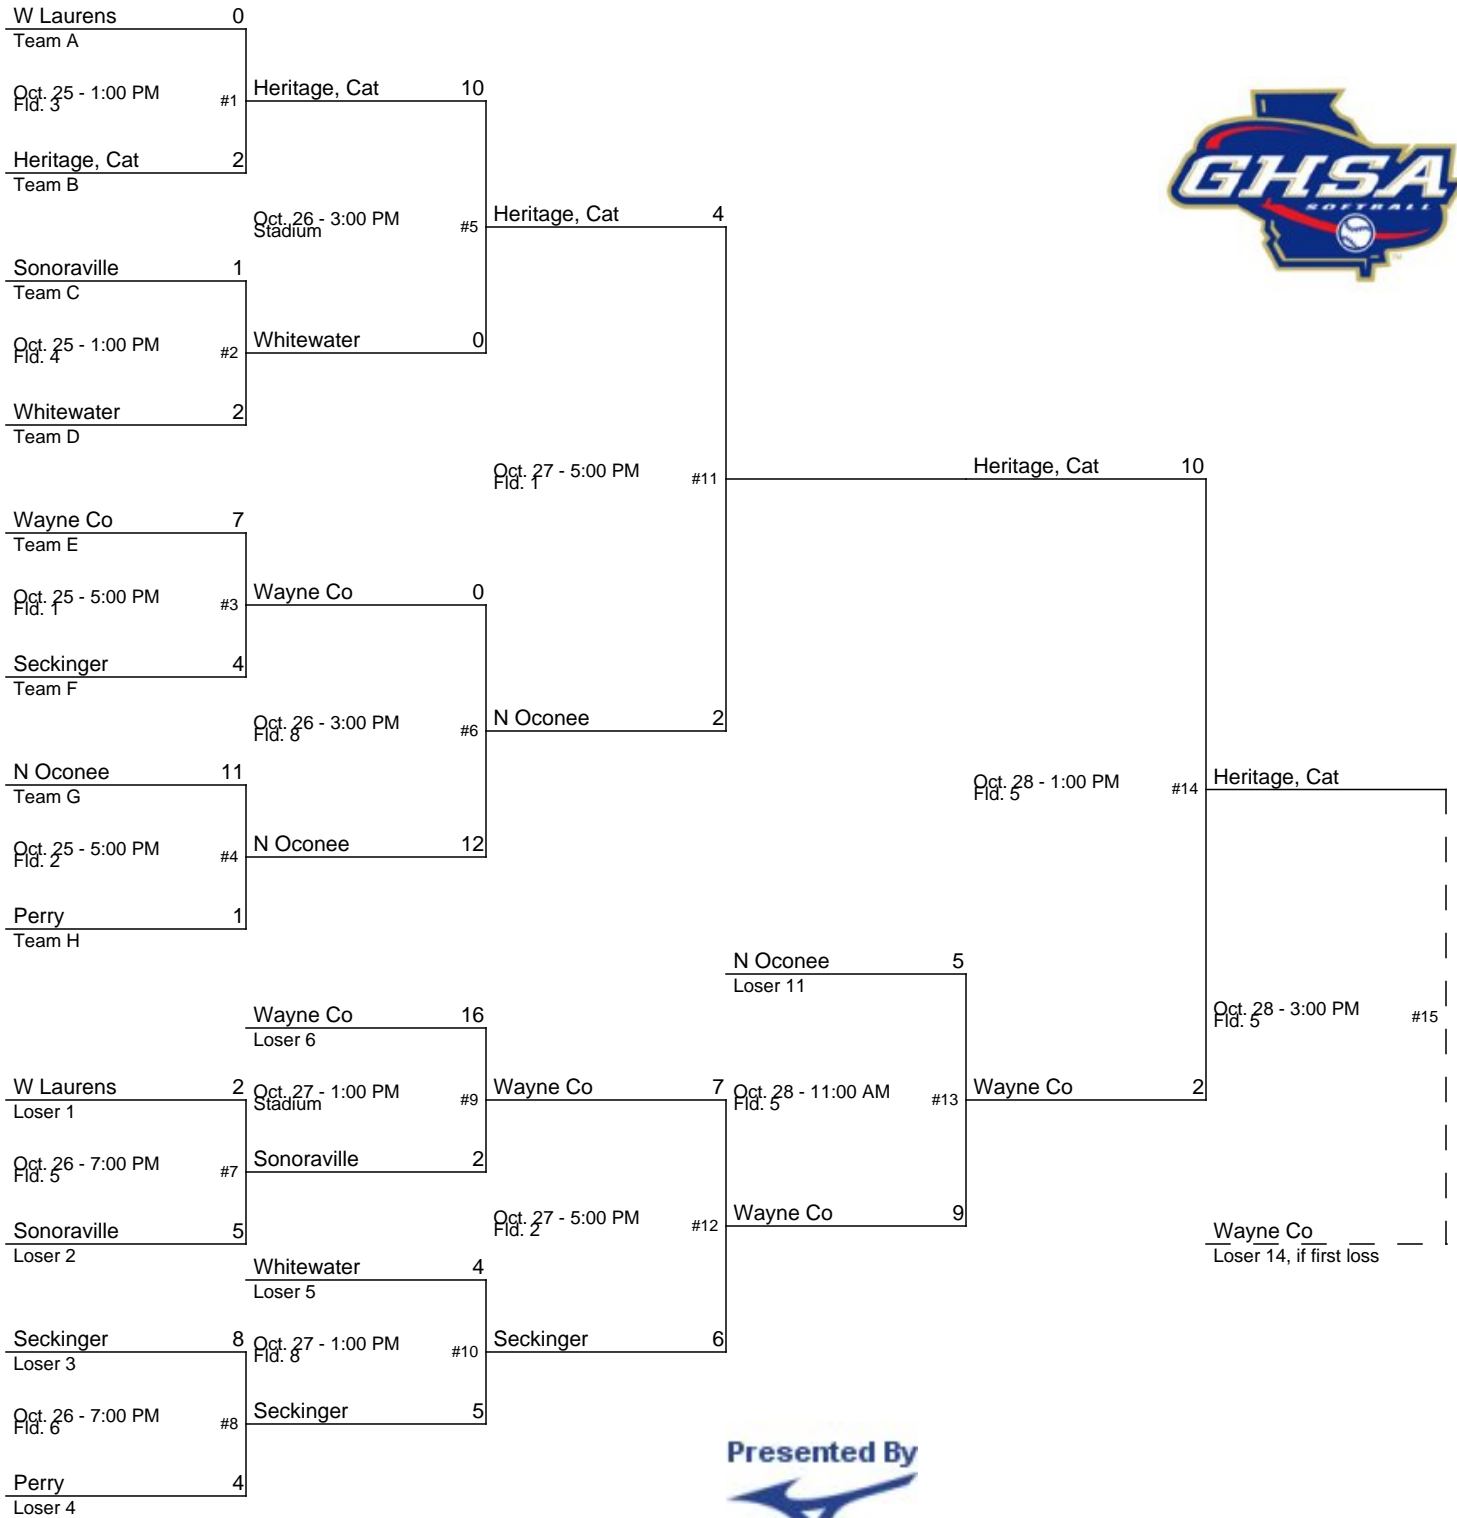 W Laurens 0
Team A
Oct. 25 - 1:00 PM
Fld. 3
#1
Heritage, Cat 2
Team B
Heritage, Cat 10
Oct. 26 - 3:00 PM
Stadium
#5
Sonoraville 1
Team C
Oct. 25 - 1:00 PM
Fld. 4
#2
Whitewater 2
Team D
Whitewater 0
Heritage, Cat 4
Oct. 27 - 5:00 PM
Fld. 1
#11
Wayne Co 7
Team E
Oct. 25 - 5:00 PM
Fld. 1
#3
Seckinger 4
Team F
Wayne Co 0
Oct. 26 - 3:00 PM
Fld. 8
#6
N Oconee 11
Team G
Oct. 25 - 5:00 PM
Fld. 2
#4
Perry 1
Team H
N Oconee 12
N Oconee 2
GHSA
SOFTBALL
TM
Heritage, Cat 10
Oct. 28 - 1:00 PM
Fld. 5
#14
Heritage, Cat
Oct. 28 - 3:00 PM
Fld. 5
#15
Wayne Co
Loser 14, if first loss
N Oconee 5
Loser 11
Oct. 28 - 11:00 AM
Fld. 5
#13
Wayne Co 2
Wayne Co 9
Wayne Co 16
Loser 6
Oct. 27 - 1:00 PM
Stadium
#9
Wayne Co 7
W Laurens 2
Loser 1
Oct. 26 - 7:00 PM
Fld. 5
#7
Sonoraville 5
Loser 2
Sonoraville 2
Oct. 27 - 5:00 PM
Fld. 2
#12
Whitewater 4
Loser 5
Oct. 27 - 1:00 PM
Fld. 8
#10
Seckinger 6
Seckinger 8
Loser 3
Oct. 26 - 7:00 PM
Fld. 6
#8
Perry 4
Loser 4
Seckinger 5
Presented By